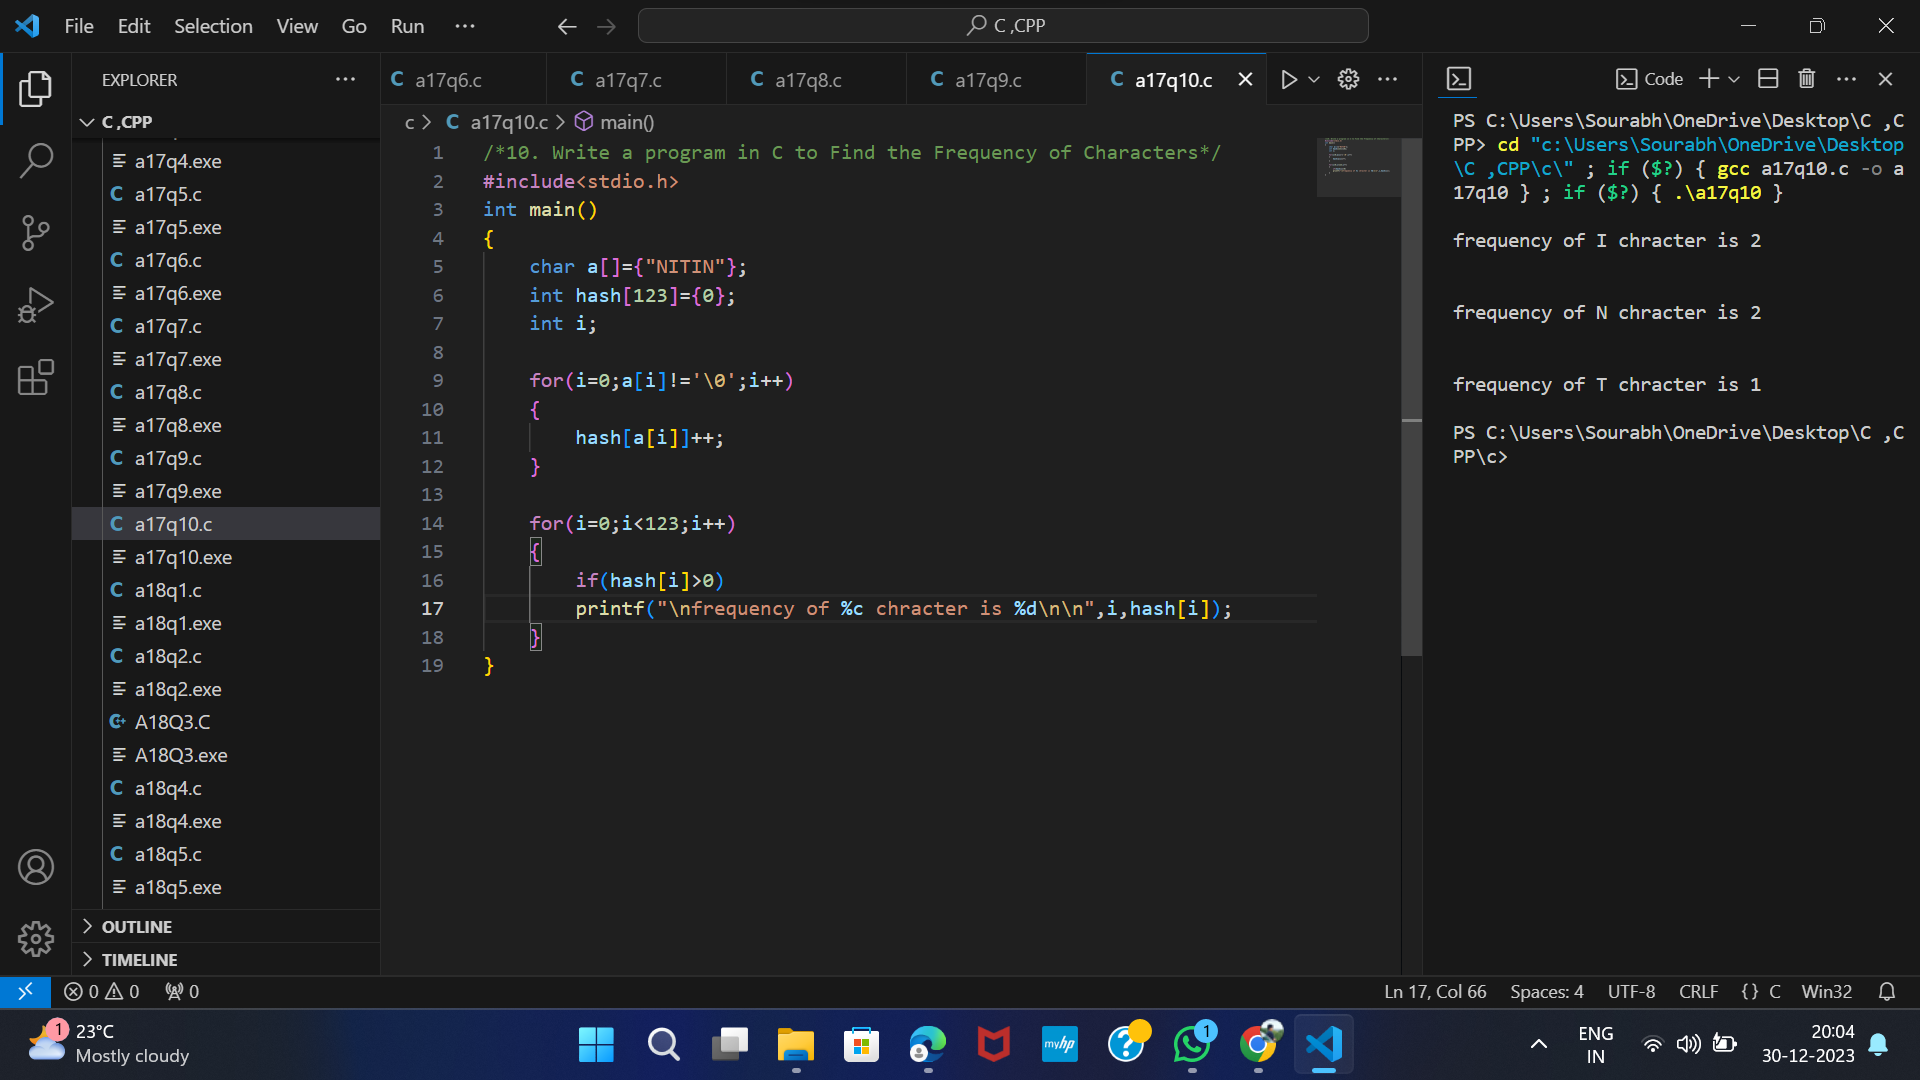 File Edit Selection View Go Run ···
C ,CPP
EXPLORER
C ,CPP
a17q4.exe
a17q5.c
a17q5.exe
a17q6.c
a17q6.exe
a17q7.c
a17q7.exe
a17q8.c
a17q8.exe
a17q9.c
a17q9.exe
a17q10.c
a17q10.exe
a18q1.c
a18q1.exe
a18q2.c
a18q2.exe
A18Q3.C
A18Q3.exe
a18q4.c
a18q4.exe
a18q5.c
a18q5.exe
OUTLINE
TIMELINE
C a17q6.c C a17q7.c C a17q8.c C a17q9.c C a17q10.c
c > C a17q10.c > main()
1 /*10. Write a program in C to Find the Frequency of Characters*/
2 #include<stdio.h>
3 int main()
4 {
5 char a[]={"NITIN"};
6 int hash[123]={0};
7 int i;
8
9 for(i=0;a[i]!='\0';i++)
10 {
11 hash[a[i]]++;
12 }
13
14 for(i=0;i<123;i++)
15 {
16 if(hash[i]>0)
17 printf("\nfrequency of %c chracter is %d\n\n",i,hash[i]);
18 }
19 }
Code
PS C:\Users\Sourabh\OneDrive\Desktop\C ,C
PP> cd "c:\Users\Sourabh\OneDrive\Desktop
\C ,CPP\c\" ; if ($?) { gcc a17q10.c -o a
17q10 } ; if ($?) { .\a17q10 }
frequency of I chracter is 2
frequency of N chracter is 2
frequency of T chracter is 1
PS C:\Users\Sourabh\OneDrive\Desktop\C ,C
PP\c>
0 0 0
Ln 17, Col 66 Spaces: 4 UTF-8 CRLF {} C Win32
1 23°C
Mostly cloudy
myhp
1
ENG
IN
20:04
30-12-2023